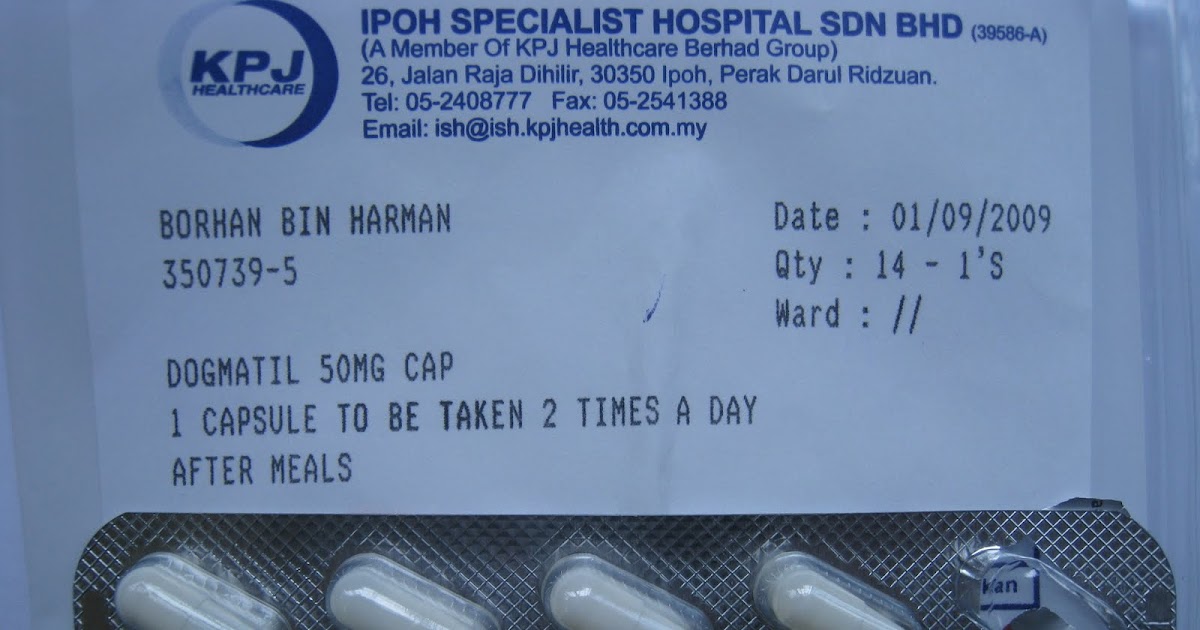 KPJ
HEALTHCARE
IPOH SPECIALIST HOSPITAL SDN BHD (39586-A)
(A Member Of KPJ Healthcare Berhad Group)
26, Jalan Raja Dihilir, 30350 Ipoh, Perak Darul Ridzuan.
Tel: 05-2408777 Fax: 05-2541388
Email: ish@ish.kpjhealth.com.my
BORHAN BIN HARMAN
350739-5
Date : 01/09/2009
Qty : 14 - 1'S
Ward : //
DOGMATIL 50MG CAP
1 CAPSULE TO BE TAKEN 2 TIMES A DAY
AFTER MEALS
kan